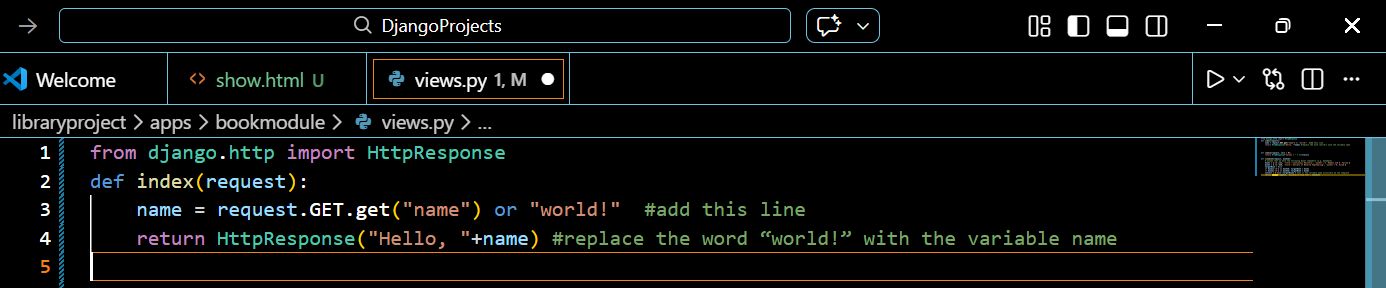 DjangoProjects
Welcome
show.html U
views.py 1, M
libraryproject > apps > bookmodule > views.py > ...
1 from django.http import HttpResponse
2 def index(request):
3     name = request.GET.get("name") or "world!"  #add this line
4     return HttpResponse("Hello, "+name) #replace the word “world!” with the variable name
5